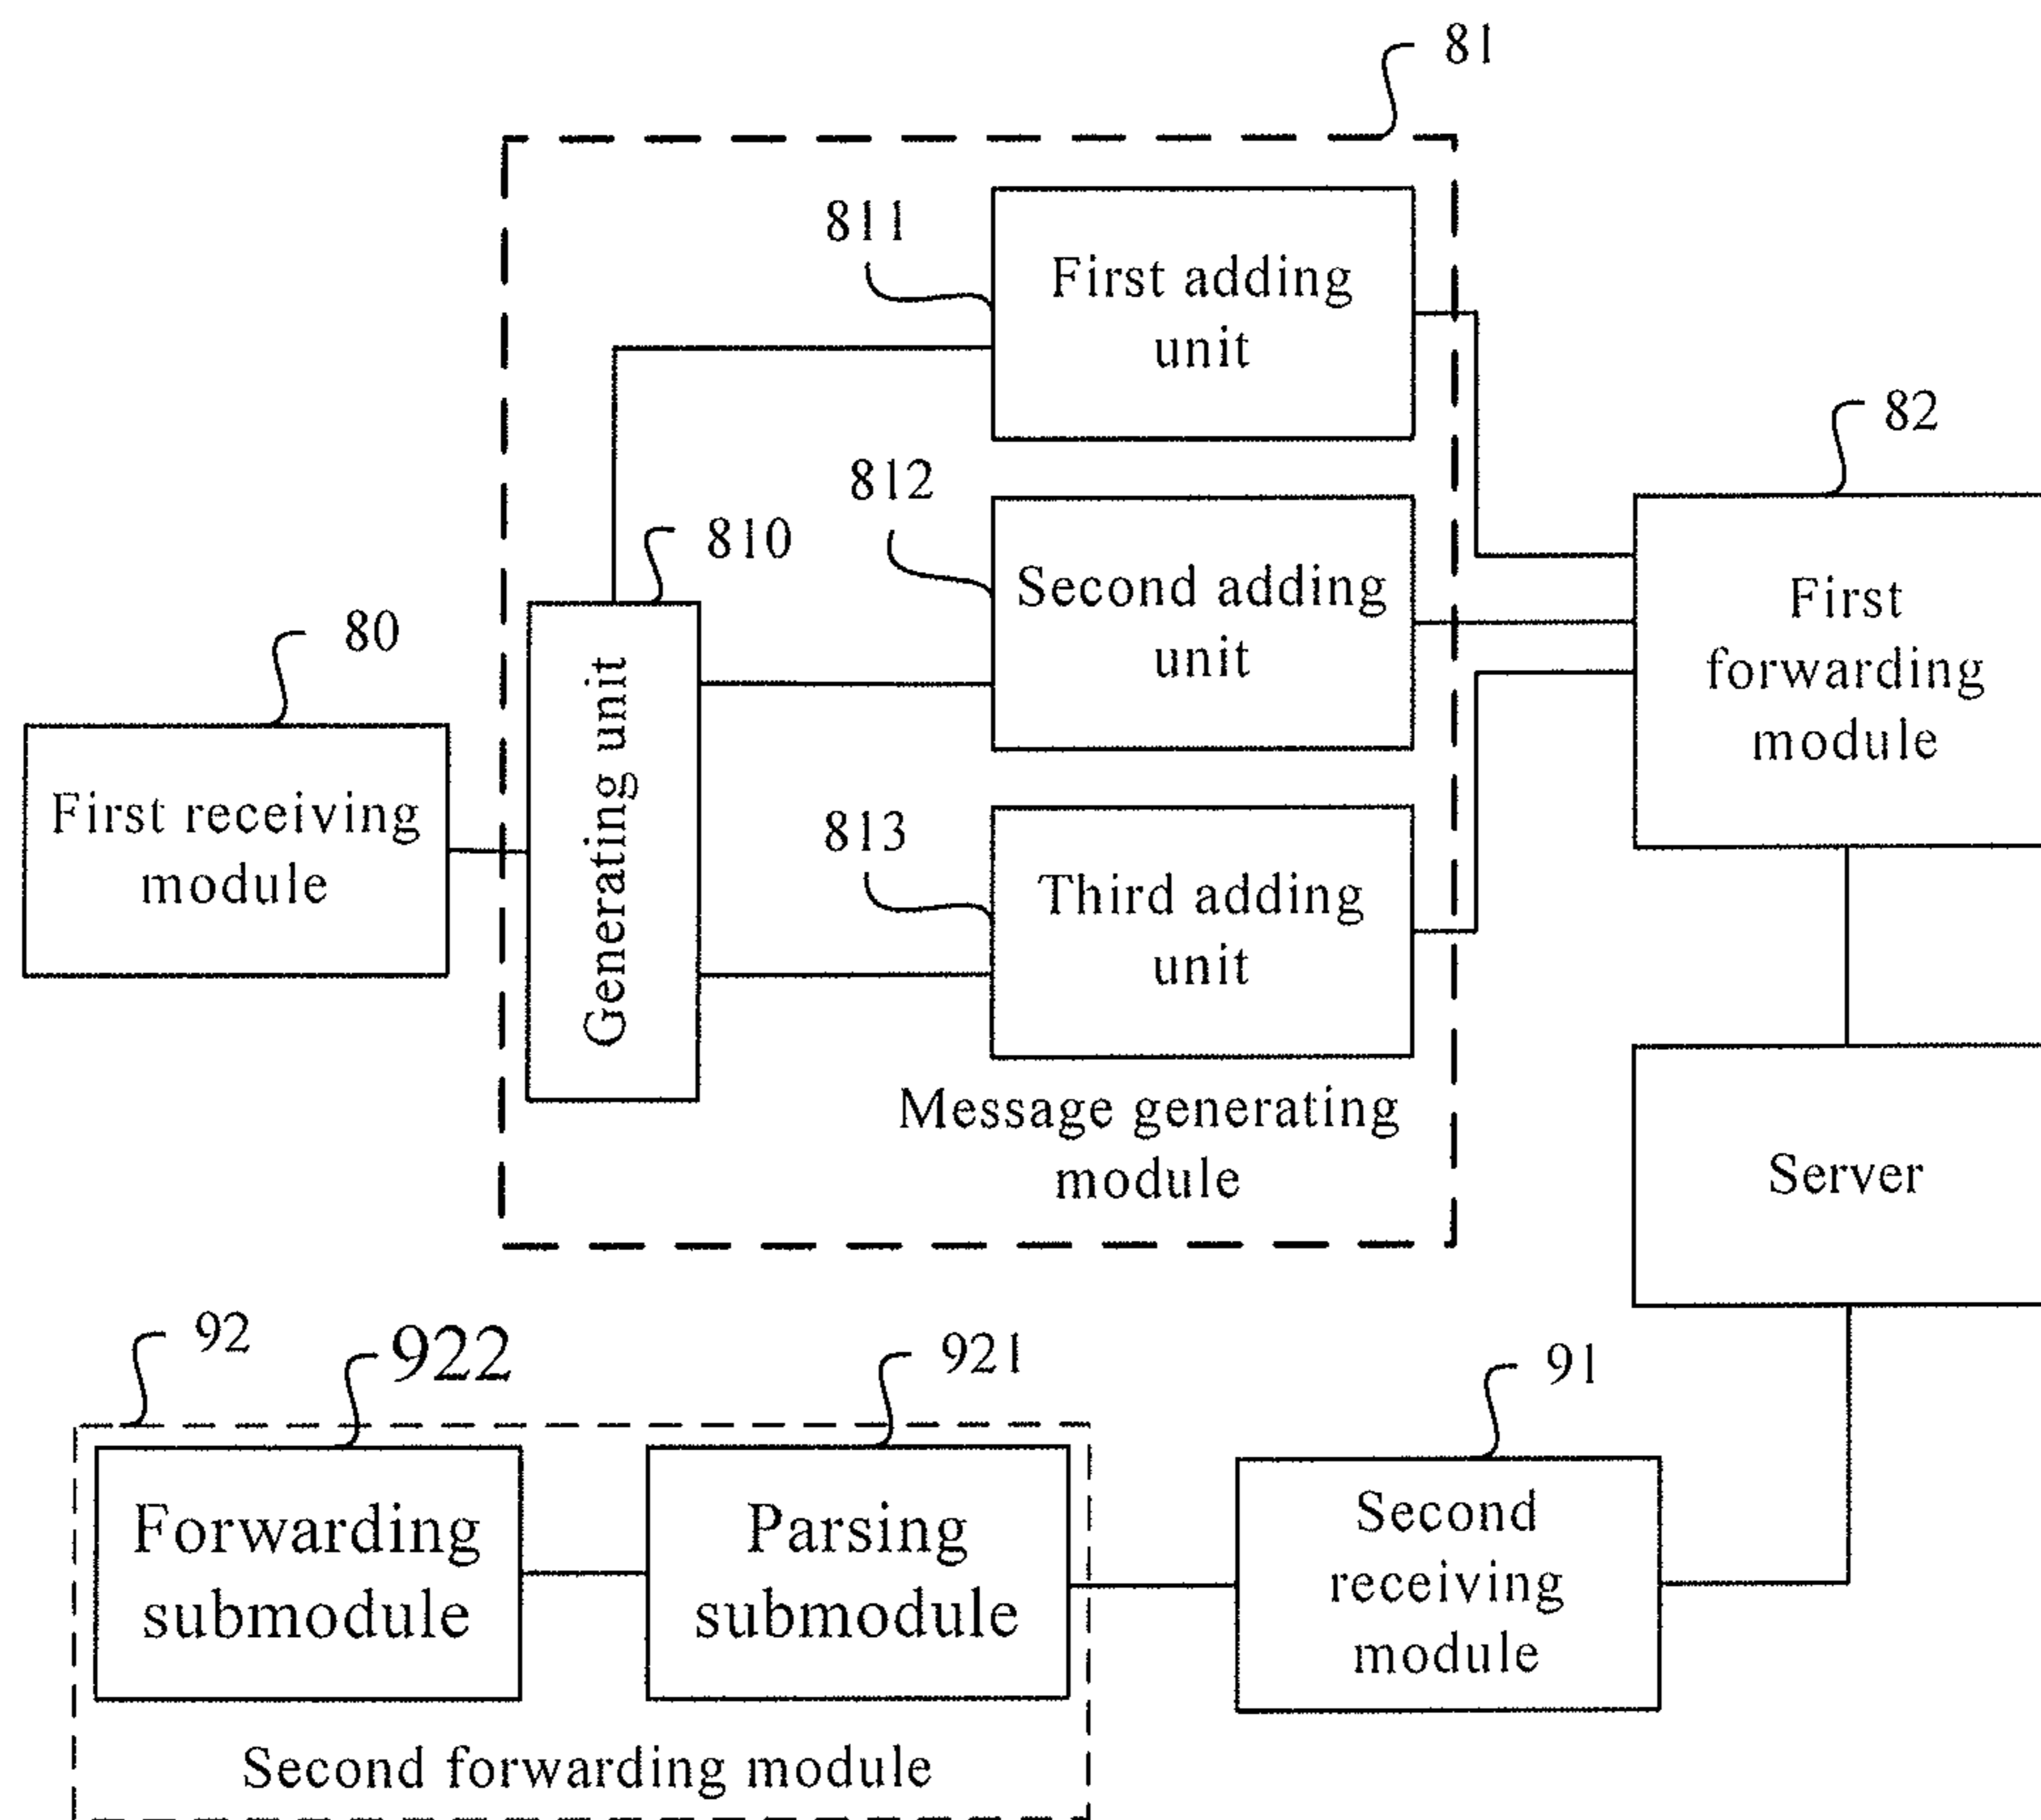 81
811
First adding
unit
82
812
810
Second adding
unit
First
forwarding
module
80
Generating unit
First receiving
module
813
Third adding
unit
Message generating
module
Server
92
922
921
91
Forwarding
submodule
Parsing
submodule
Second
receiving
module
Second forwarding module